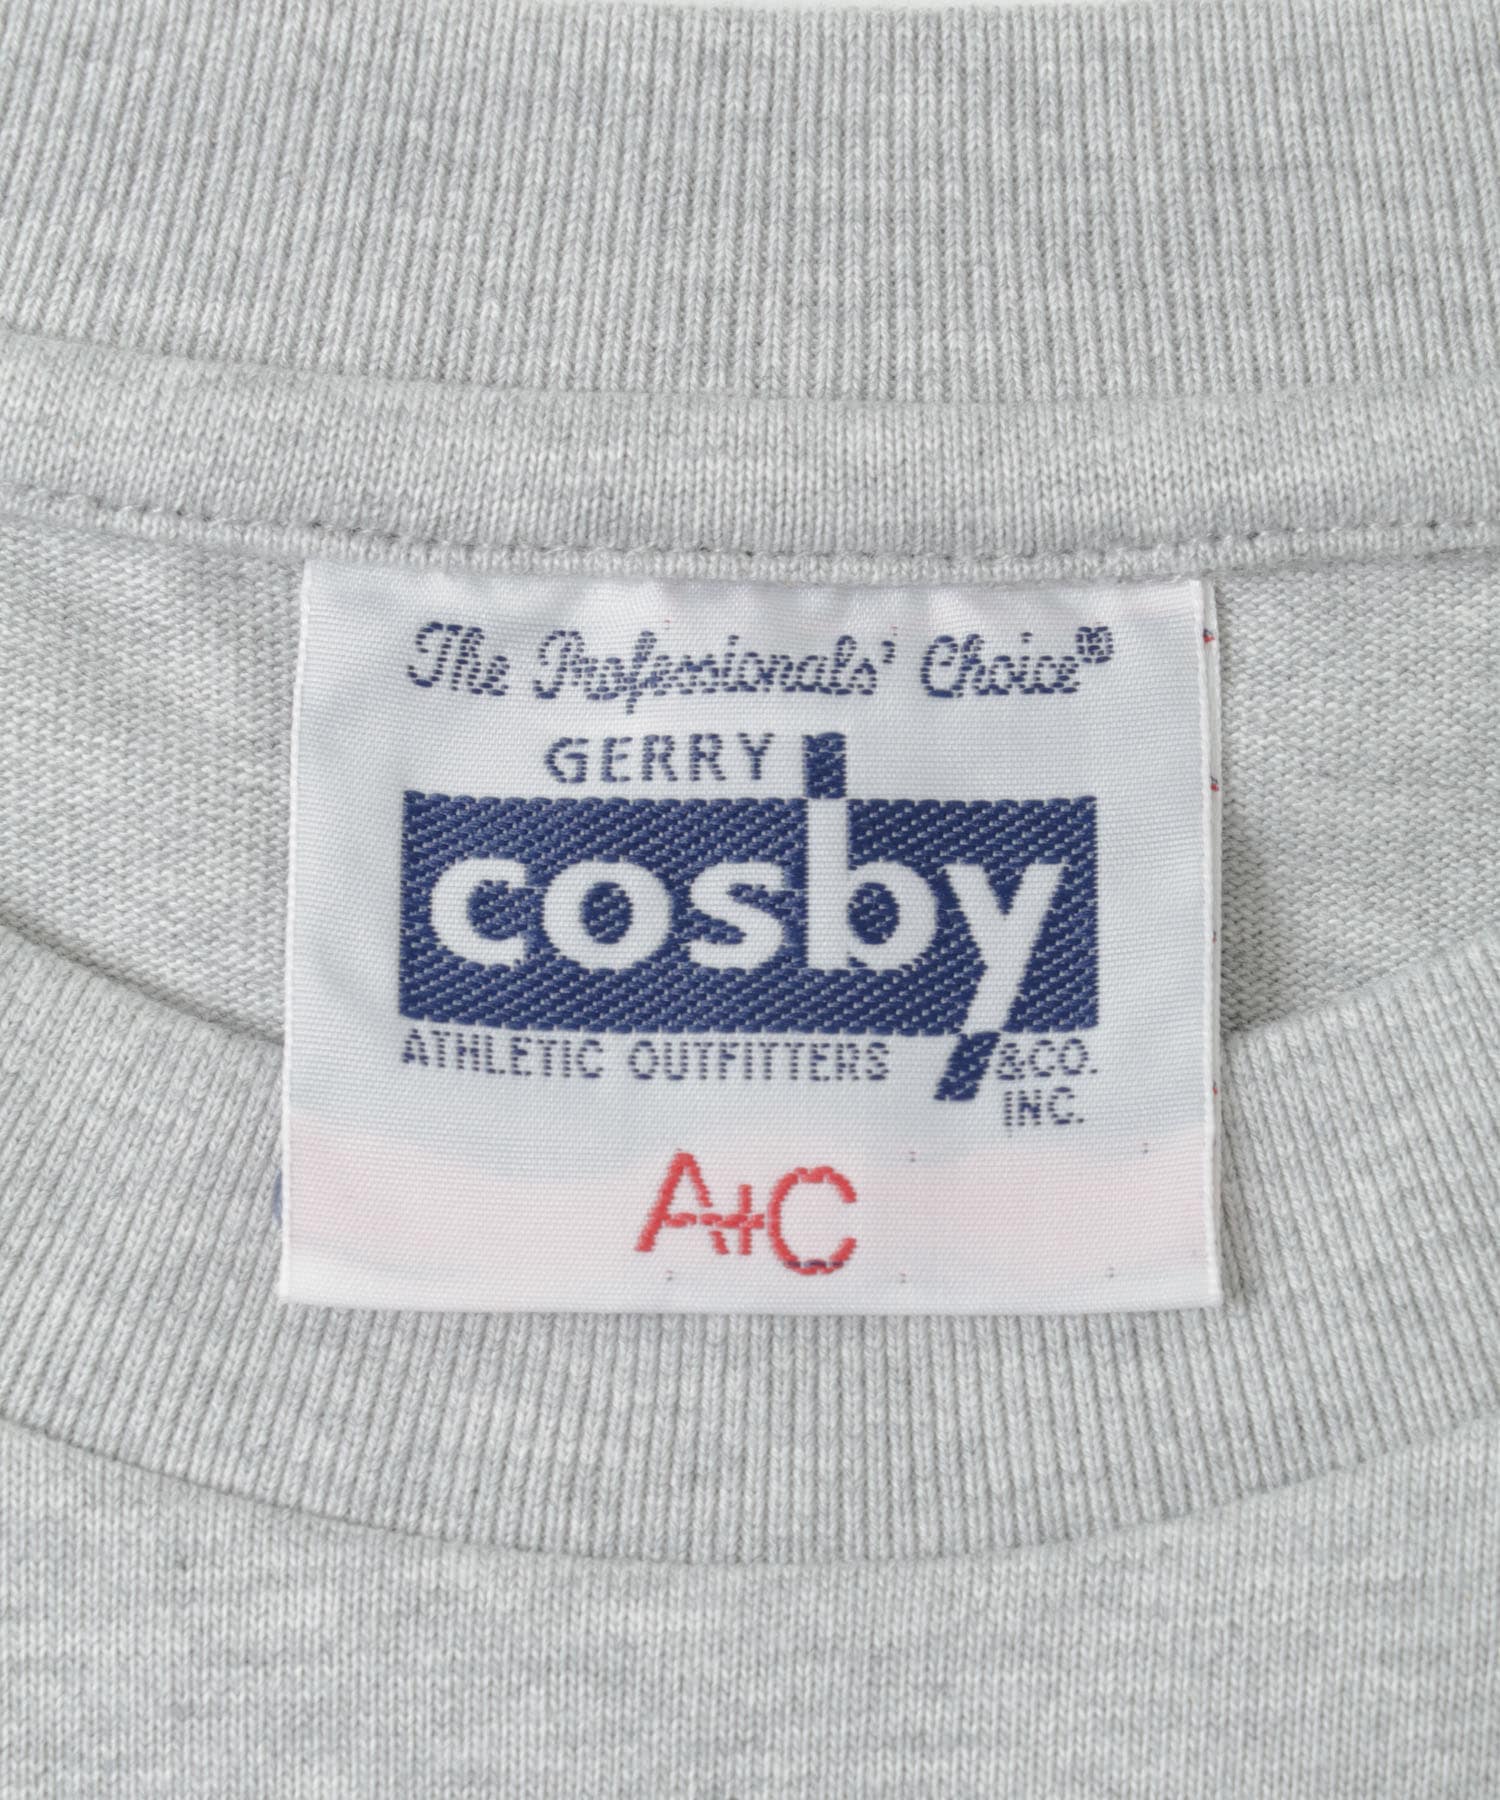 The Professionals' Choice®
GERRY
cosby
ATHLETIC OUTFITTERS &CO.
INC.
A+C